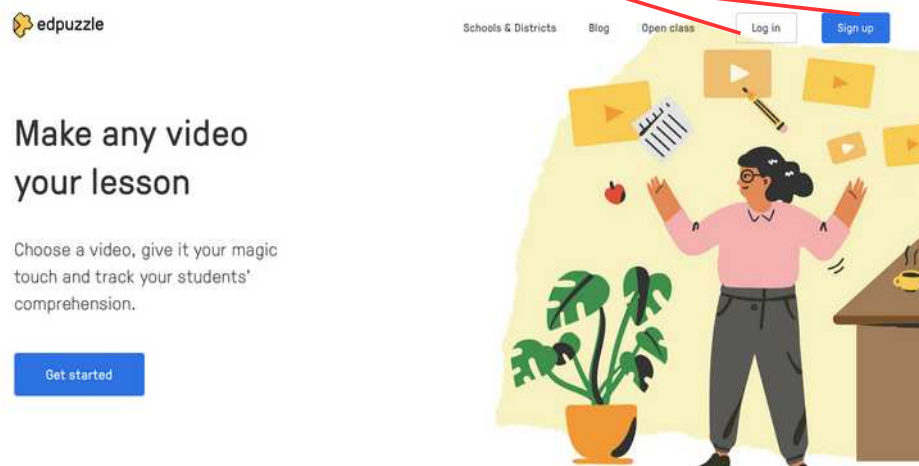 edpuzzle
Schools & Districts Blog Open class Log in Sign up
Make any video
your lesson
Choose a video, give it your magic
touch and track your students'
comprehension.
Get started